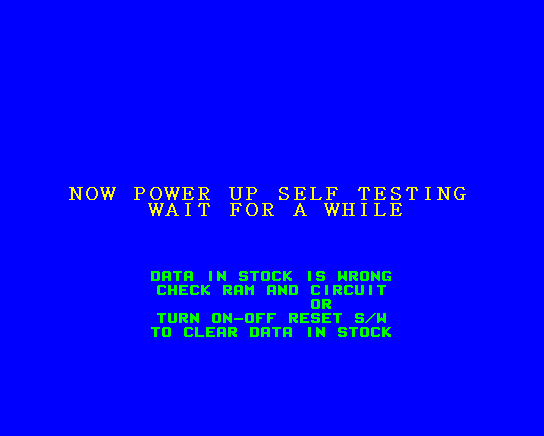 NOW POWER UP SELF TESTING
WAIT FOR A WHILE
DATA IN STOCK IS WRONG
CHECK RAM AND CIRCUIT
OR
TURN ON-OFF RESET S/W
TO CLEAR DATA IN STOCK